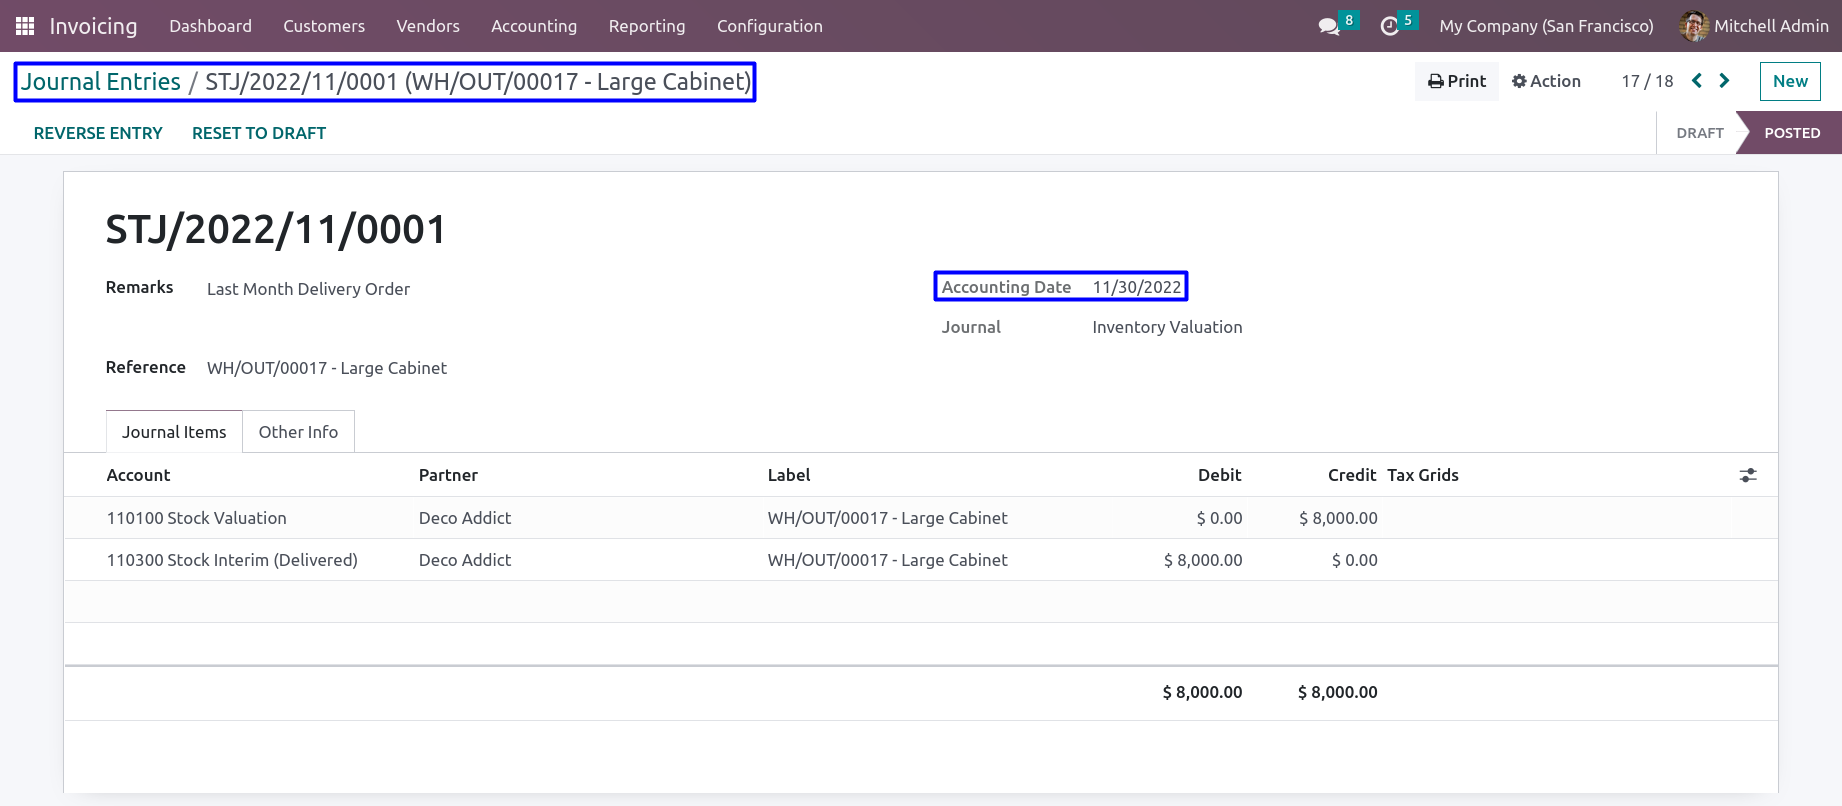 Invoicing Dashboard Customers Vendors Accounting Reporting Configuration 8 5 My Company (San Francisco) Mitchell Admin
Journal Entries / STJ/2022/11/0001 (WH/OUT/00017 - Large Cabinet) Print Action 17 / 18 New
REVERSE ENTRY RESET TO DRAFT DRAFT POSTED
STJ/2022/11/0001
Remarks Last Month Delivery Order Accounting Date 11/30/2022
Journal Inventory Valuation
Reference WH/OUT/00017 - Large Cabinet
Journal Items Other Info
Account Partner Label Debit Credit Tax Grids
110100 Stock Valuation Deco Addict WH/OUT/00017 - Large Cabinet $ 0.00 $ 8,000.00
110300 Stock Interim (Delivered) Deco Addict WH/OUT/00017 - Large Cabinet $ 8,000.00 $ 0.00
$ 8,000.00 $ 8,000.00